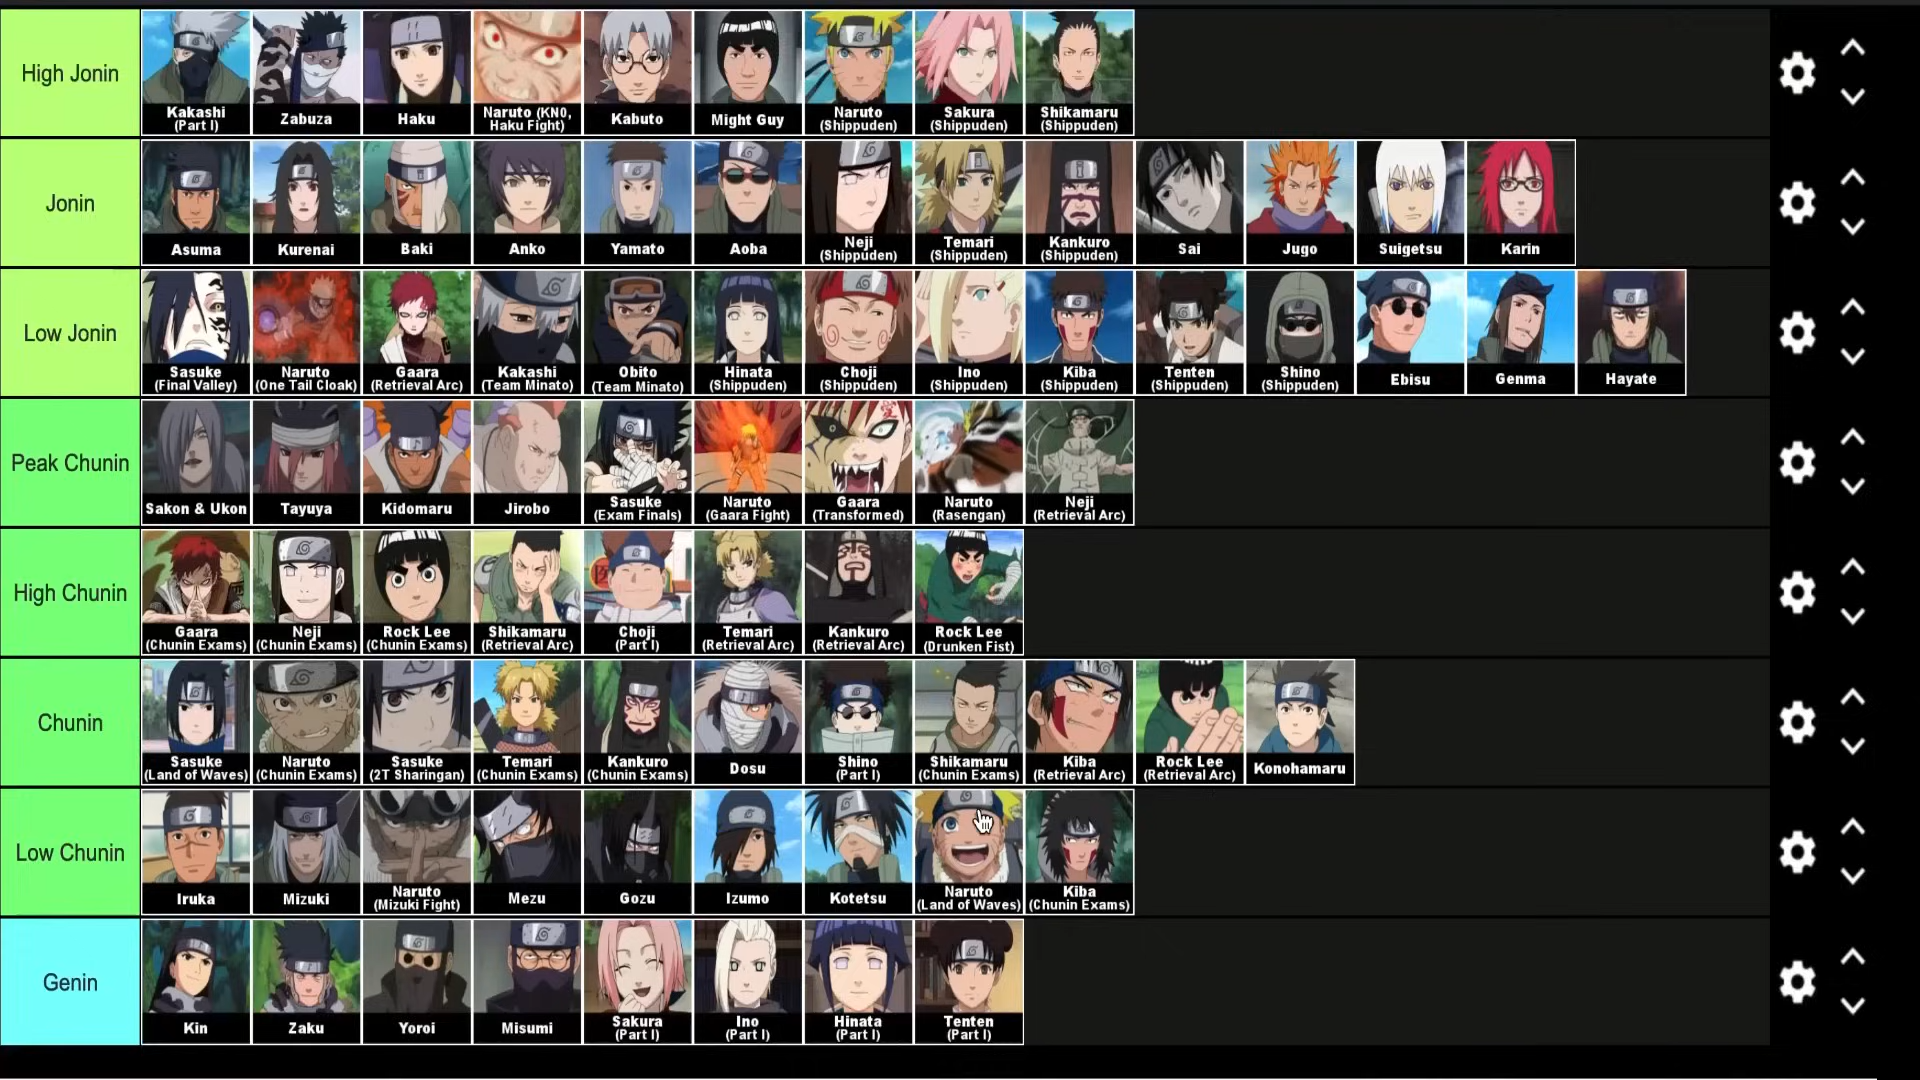 High Jonin
Kakashi
(Part I)
Zabuza
Haku
Naruto (KN0,
Haku Fight)
Kabuto
Might Guy
Naruto
(Shippuden)
Sakura
(Shippuden)
Shikamaru
(Shippuden)
Jonin
Asuma
Kurenai
Baki
Anko
Yamato
Aoba
Neji
(Shippuden)
Temari
(Shippuden)
Kankuro
(Shippuden)
Sai
Jugo
Suigetsu
Karin
Low Jonin
Sasuke
(Final Valley)
Naruto
(One Tail Cloak)
Gaara
(Retrieval Arc)
Kakashi
(Team Minato)
Obito
(Team Minato)
Hinata
(Shippuden)
Choji
(Shippuden)
Ino
(Shippuden)
Kiba
(Shippuden)
Tenten
(Shippuden)
Shino
(Shippuden)
Ebisu
Genma
Hayate
Peak Chunin
Sakon & Ukon
Tayuya
Kidomaru
Jirobo
Sasuke
(Exam Finals)
Naruto
(Gaara Fight)
Gaara
(Transformed)
Naruto
(Rasengan)
Neji
(Retrieval Arc)
High Chunin
Gaara
(Chunin Exams)
Neji
(Chunin Exams)
Rock Lee
(Chunin Exams)
Shikamaru
(Retrieval Arc)
Choji
(Part I)
Temari
(Retrieval Arc)
Kankuro
(Retrieval Arc)
Rock Lee
(Drunken Fist)
Chunin
Sasuke
(Land of Waves)
Naruto
(Chunin Exams)
Sasuke
(2T Sharingan)
Temari
(Chunin Exams)
Kankuro
(Chunin Exams)
Dosu
Shino
(Part I)
Shikamaru
(Chunin Exams)
Kiba
(Retrieval Arc)
Rock Lee
(Retrieval Arc)
Konohamaru
Low Chunin
Iruka
Mizuki
Naruto
(Mizuki Fight)
Mezu
Gozu
Izumo
Kotetsu
Naruto
(Land of Waves)
Kiba
(Chunin Exams)
Genin
Kin
Zaku
Yoroi
Misumi
Sakura
(Part I)
Ino
(Part I)
Hinata
(Part I)
Tenten
(Part I)